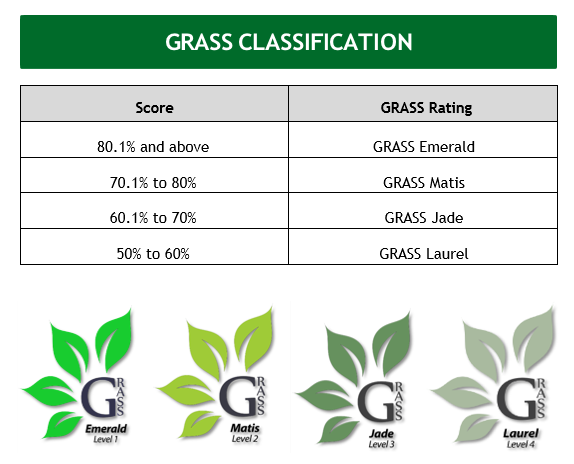 GRASS CLASSIFICATION
Score GRASS Rating
80.1% and above GRASS Emerald
70.1% to 80% GRASS Matis
60.1% to 70% GRASS Jade
50% to 60% GRASS Laurel
GRASS
Emerald
Level 1
GRASS
Matis
Level 2
GRASS
Jade
Level 3
GRASS
Laurel
Level 4